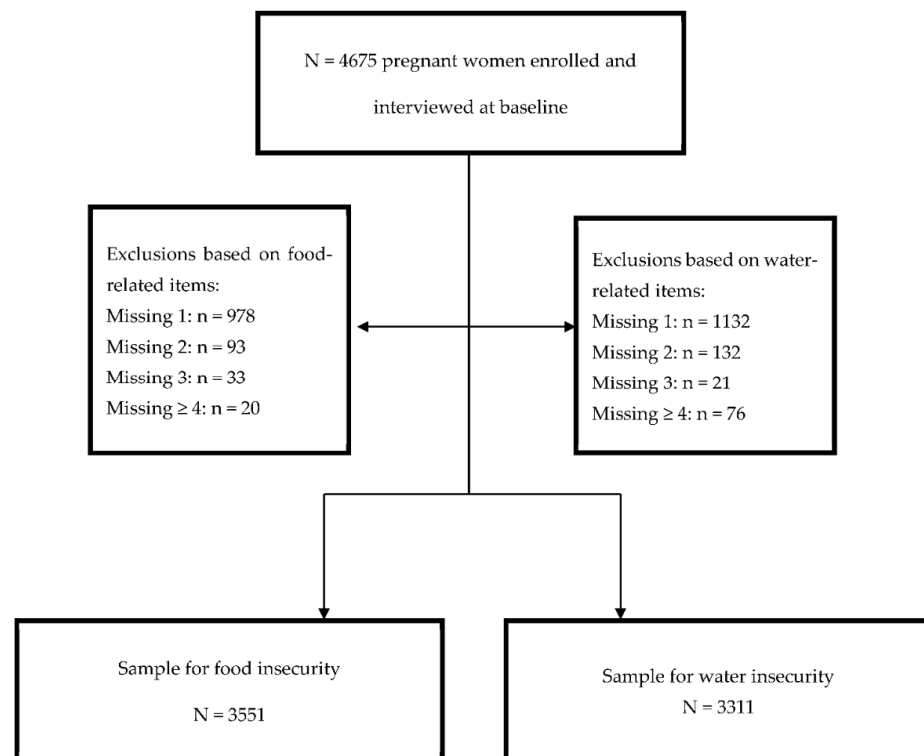 N = 4675 pregnant women enrolled and
interviewed at baseline
Exclusions based on food-
related items:
Missing 1: n = 978
Missing 2: n = 93
Missing 3: n = 33
Missing ≥ 4: n = 20
Exclusions based on water-
related items:
Missing 1: n = 1132
Missing 2: n = 132
Missing 3: n = 21
Missing ≥ 4: n = 76
Sample for food insecurity
N = 3551
Sample for water insecurity
N = 3311